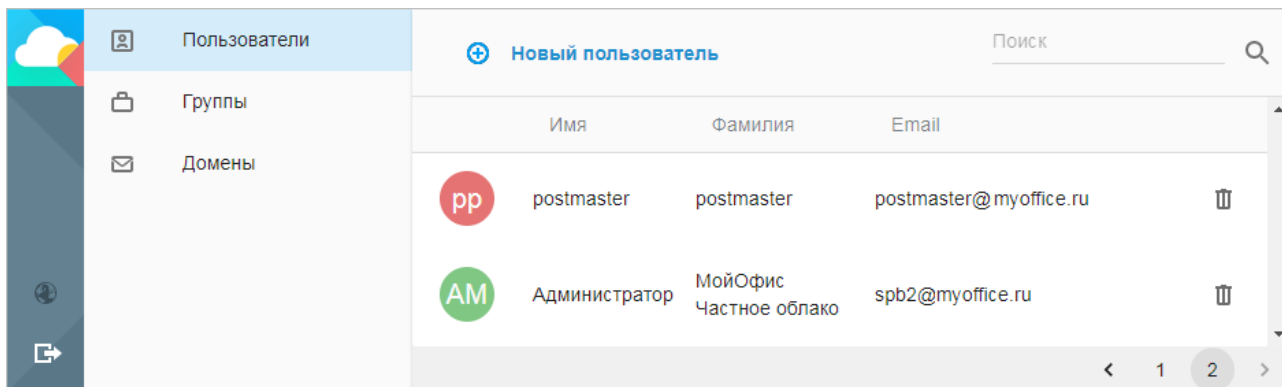 Пользователи
Группы
Домены
Новый пользователь
Поиск
Имя Фамилия Email
pp postmaster postmaster postmaster@myoffice.ru
AM Администратор МойОфис Частное облако spb2@myoffice.ru
1 2